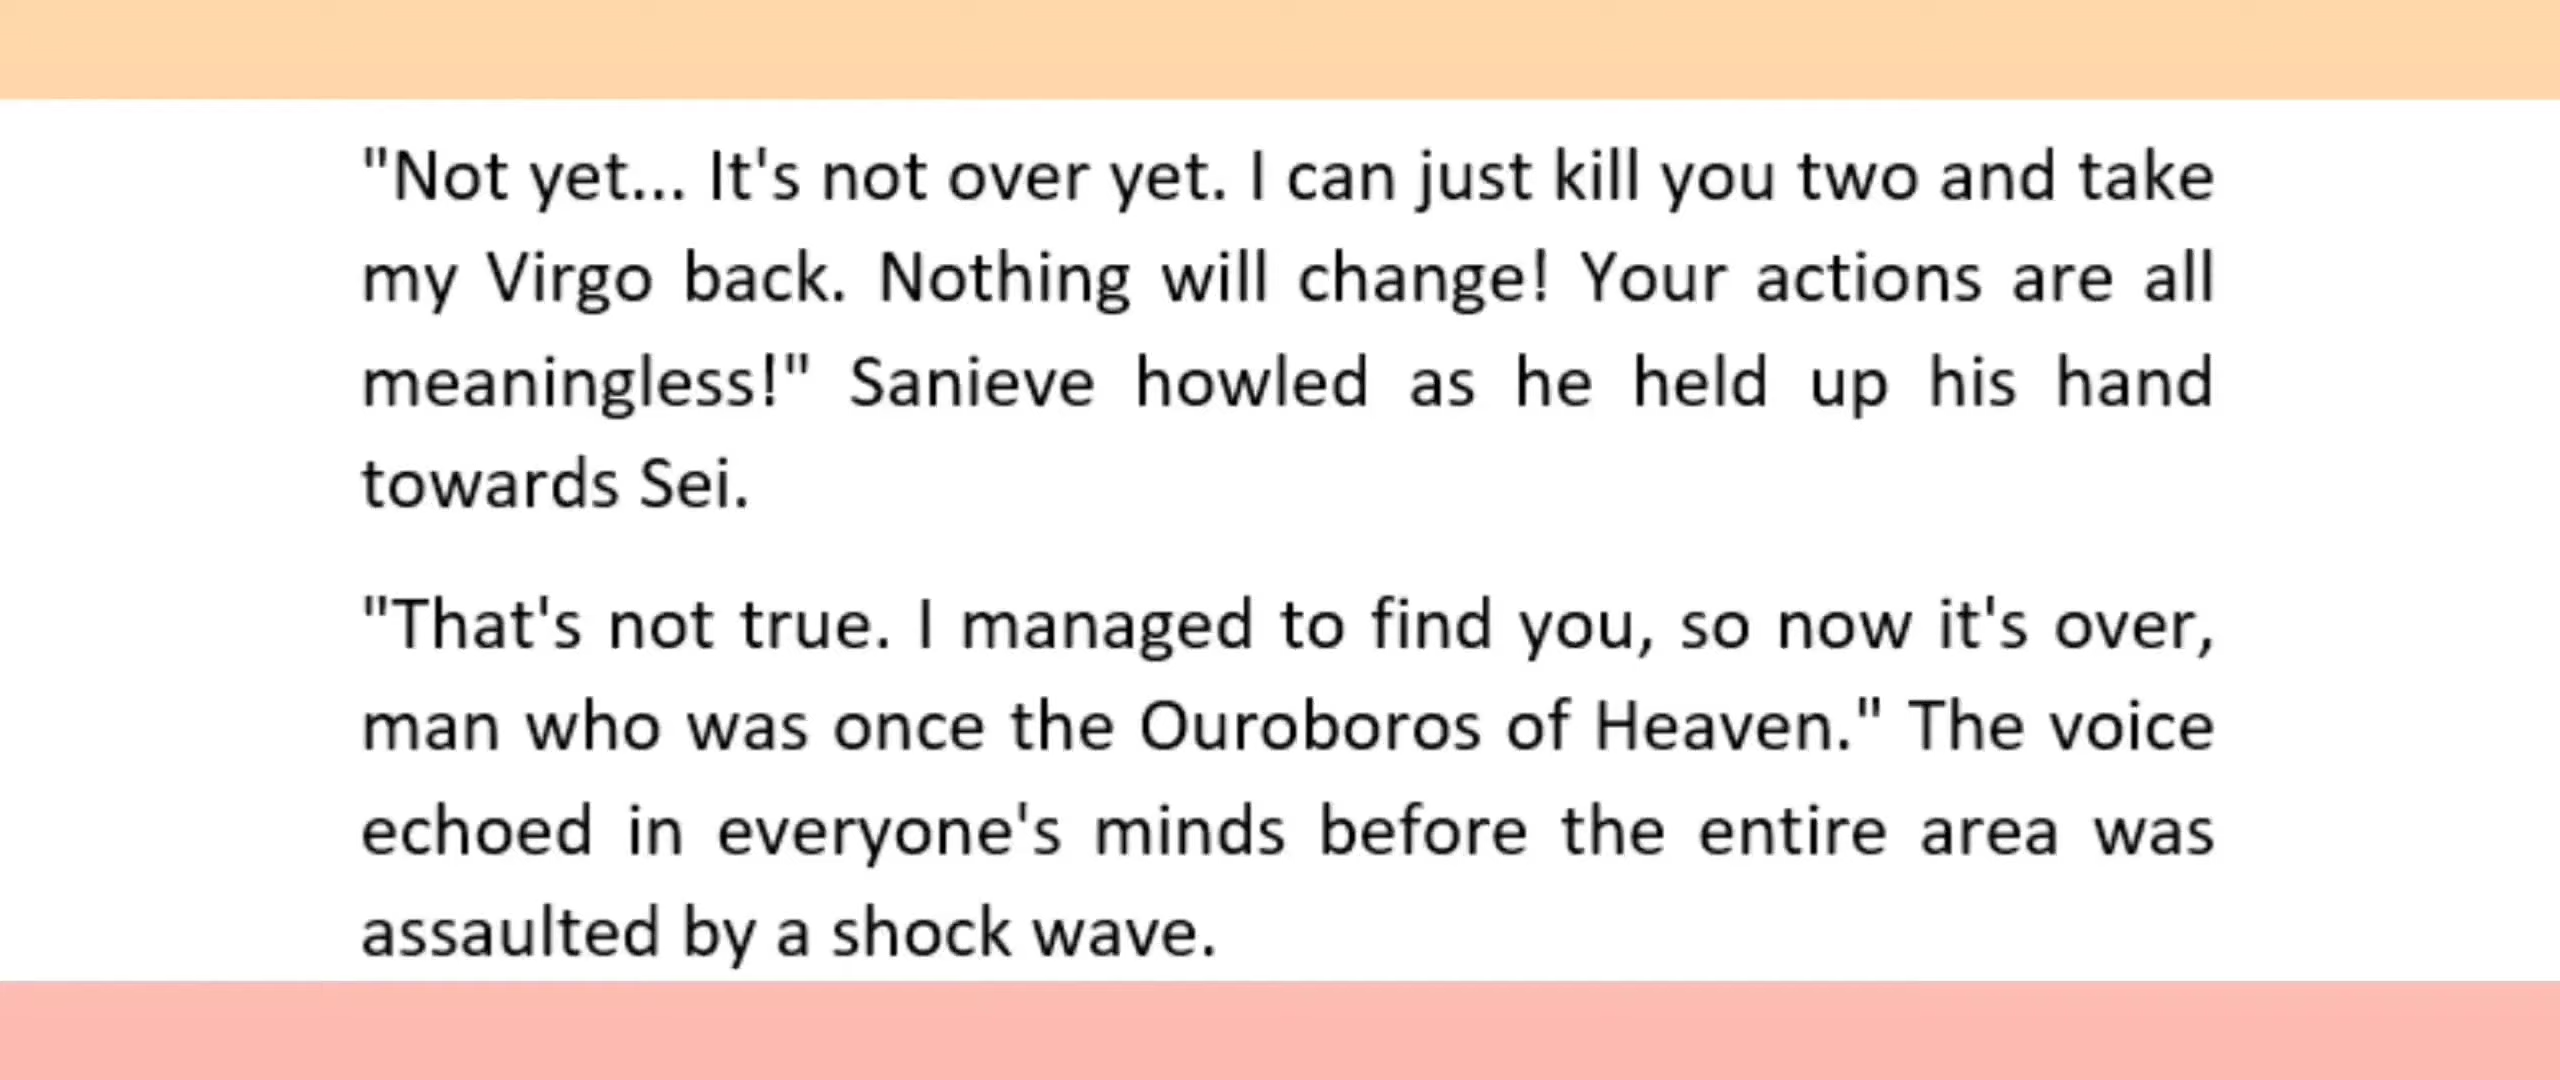 "Not yet... It's not over yet. I can just kill you two and take
my Virgo back. Nothing will change! Your actions are all
meaningless!" Sanieve howled as he held up his hand
towards Sei.
"That's not true. I managed to find you, so now it's over,
man who was once the Ouroboros of Heaven." The voice
echoed in everyone's minds before the entire area was
assaulted by a shock wave.